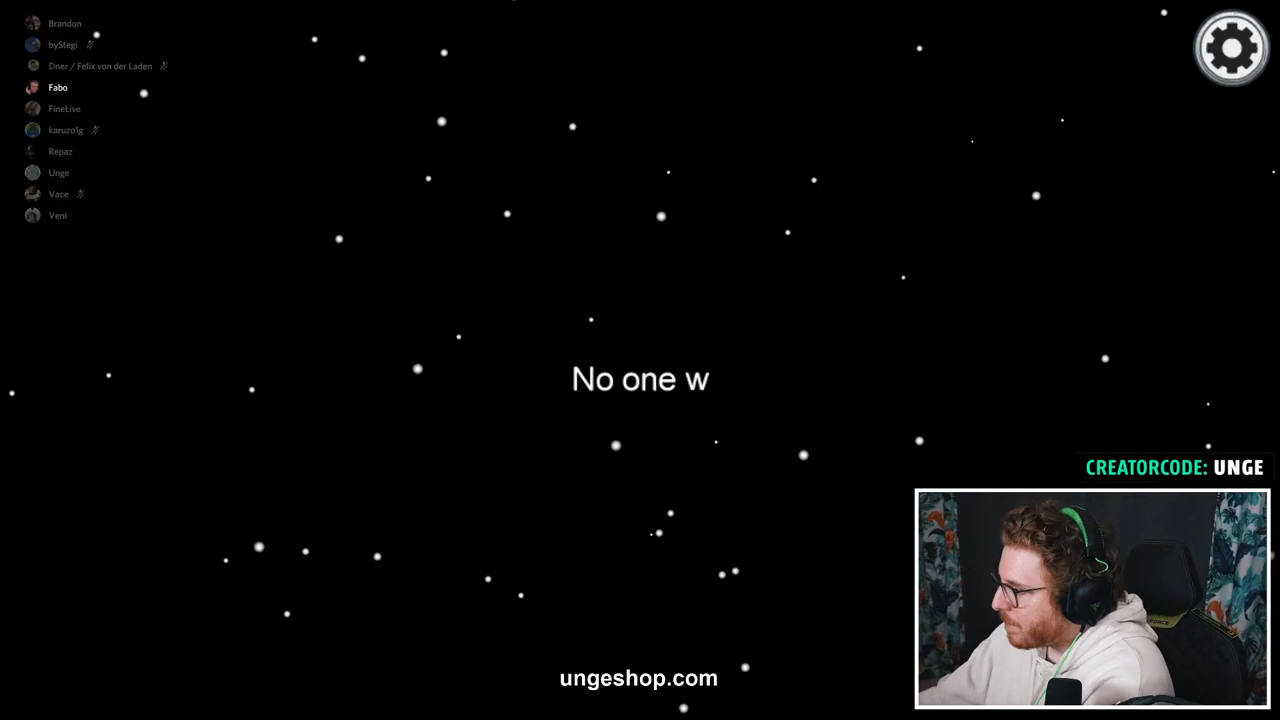 Brandon
byStegi
Dner / Felix von der Laden
Fabo
FineLive
karuzo1g
Repaz
Unge
Vace
Veni
No one w
CREATORCODE: UNGE
ungeshop.com